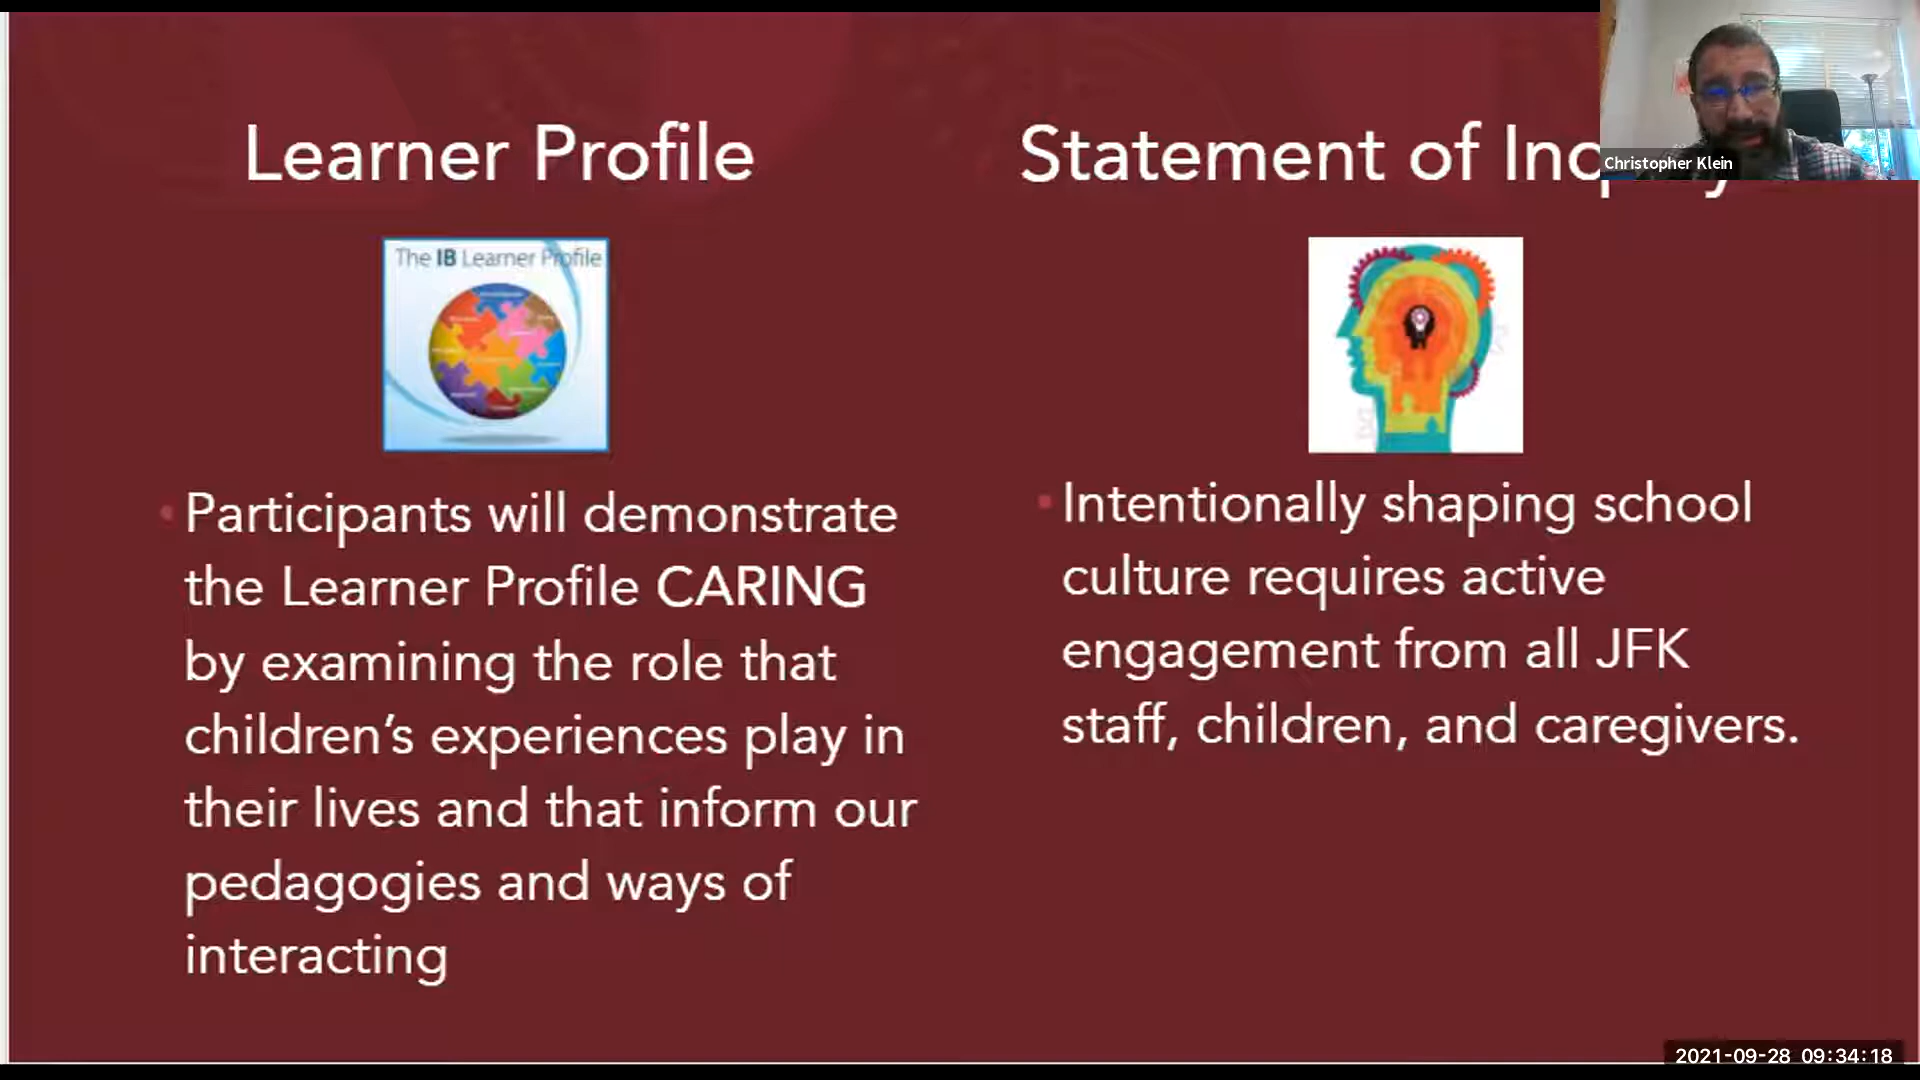 Learner Profile
The IB Learner Profile
Participants will demonstrate
the Learner Profile CARING
by examining the role that
children’s experiences play in
their lives and that inform our
pedagogies and ways of
interacting
Statement of
Intentionally shaping school
culture requires active
engagement from all JFK
staff, children, and caregivers.
Christopher Klein
2021-09-28 09:34:18